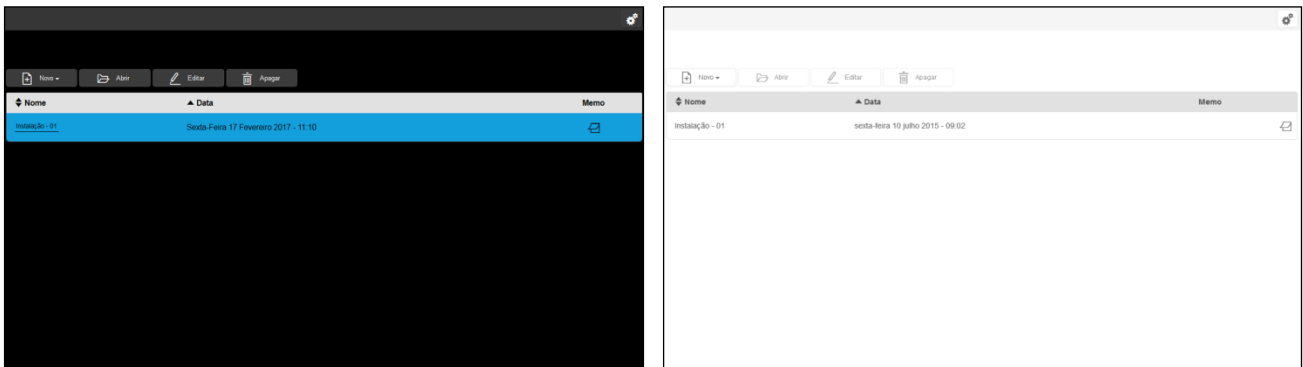 Novo Abrir Editar Apagar
Nome Data Memo
Instalação - 01 Sexta-Feira 17 Fevereiro 2017 - 11:10
Novo Abrir Editar Apagar
Nome Data Memo
Instalação - 01 sexta-feira 10 julho 2015 - 09:02